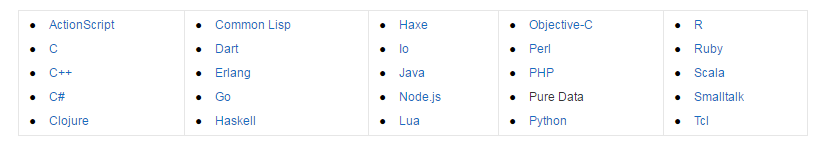 ActionScript
C
C++
C#
Clojure
Common Lisp
Dart
Erlang
Go
Haskell
Haxe
Io
Java
Node.js
Lua
Objective-C
Perl
PHP
Pure Data
Python
R
Ruby
Scala
Smalltalk
Tcl